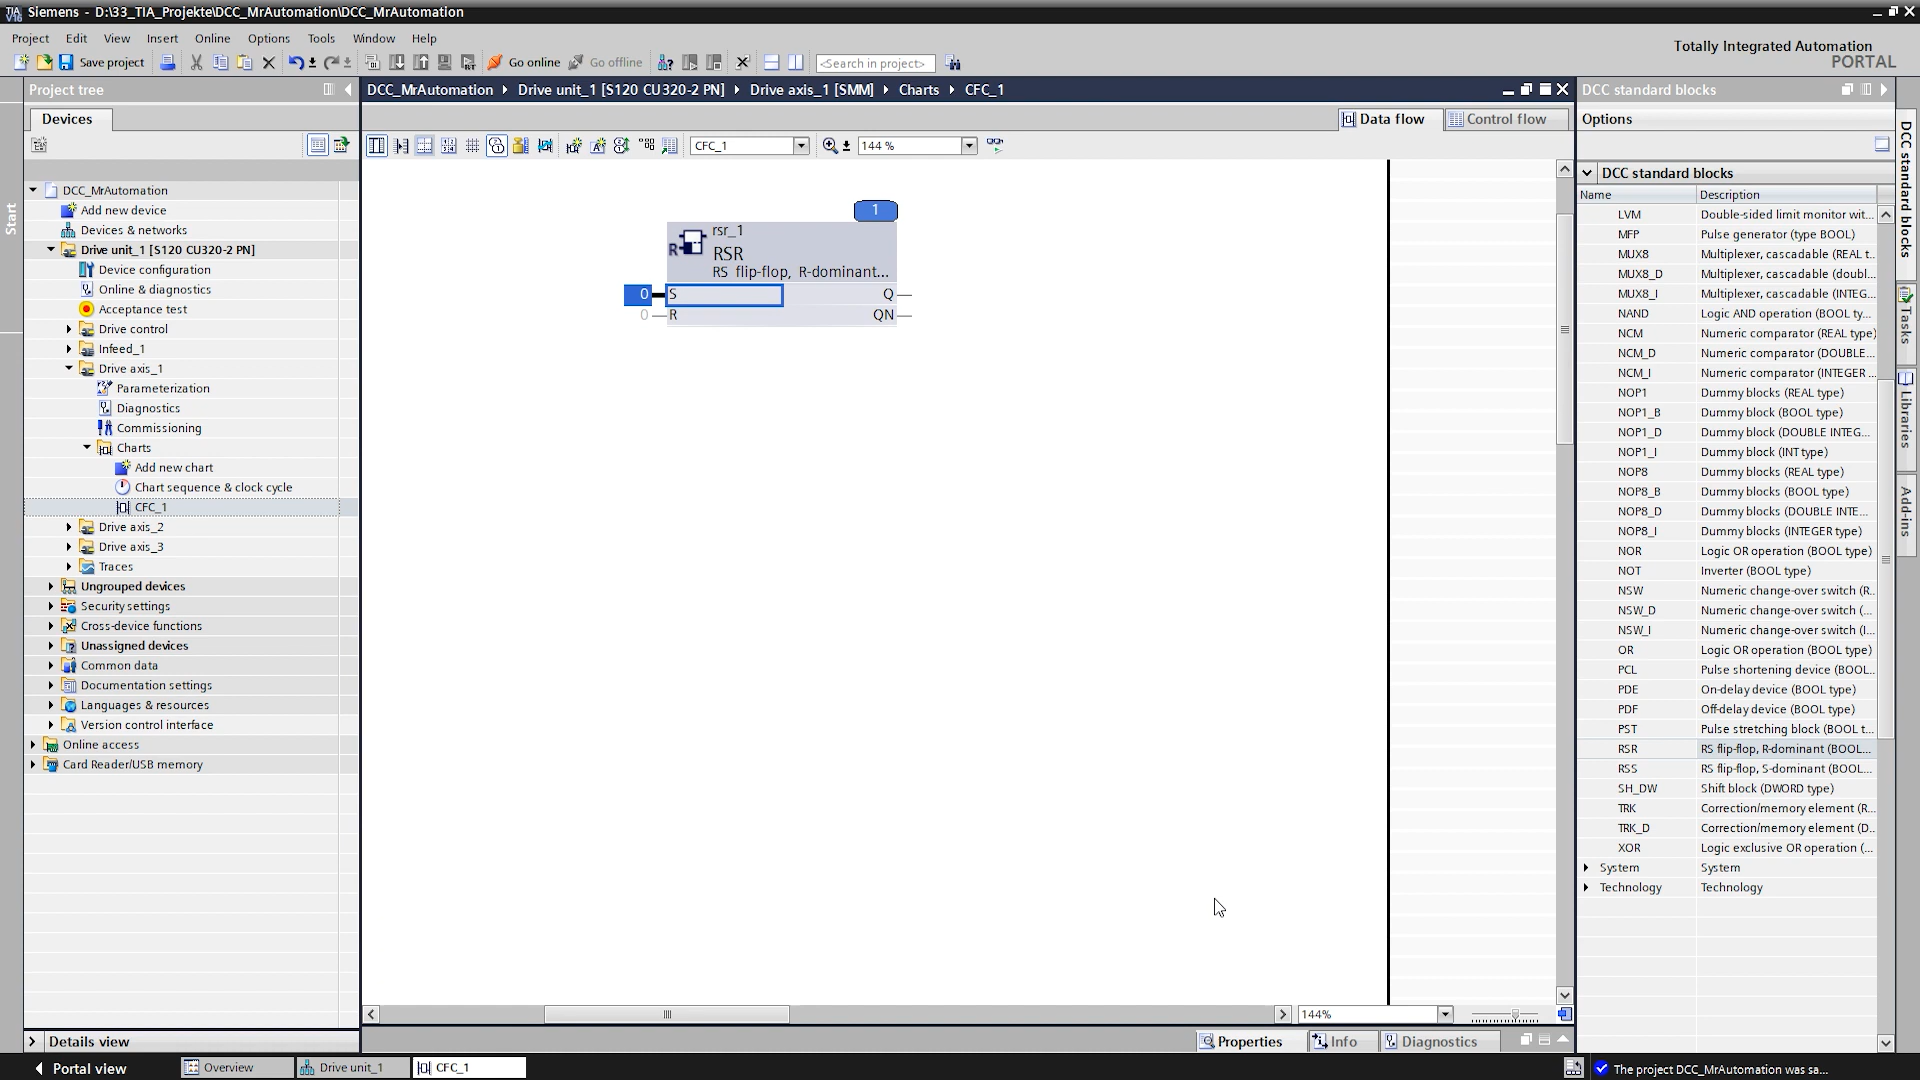 Siemens - D:\33_TIA_Projekte\DCC_MrAutomation\DCC_MrAutomation
Project Edit View Insert Online Options Tools Window Help
Totally Integrated Automation
PORTAL
Save project
Go online
Go offline
<Search in project>
Project tree
DCC_MrAutomation
Drive unit_1 [S120 CU320-2 PN]
Drive axis_1 [SMM]
Charts
CFC_1
DCC standard blocks
Devices
Data flow
Control flow
Options
CFC_1
144 %
Start
DCC_MrAutomation
Add new device
Devices & networks
Drive unit_1 [S120 CU320-2 PN]
Device configuration
Online & diagnostics
Acceptance test
Drive control
Infeed_1
Drive axis_1
Parameterization
Diagnostics
Commissioning
Charts
Add new chart
Chart sequence & clock cycle
CFC_1
Drive axis_2
Drive axis_3
Traces
Ungrouped devices
Security settings
Cross-device functions
Unassigned devices
Common data
Documentation settings
Languages & resources
Version control interface
Online access
Card Reader/USB memory
Details view
1
rsr_1
R
RSR
RS flip-flop, R-dominant...
0 S Q
0 R QN
144%
Properties
Info
Diagnostics
DCC standard blocks
Name Description
LVM Double-sided limit monitor wit...
MFP Pulse generator (type BOOL)
MUX8 Multiplexer, cascadable (REAL t...
MUX8_D Multiplexer, cascadable (doubl...
MUX8_I Multiplexer, cascadable (INTEG...
NAND Logic AND operation (BOOL ty...
NCM Numeric comparator (REAL type)
NCM_D Numeric comparator (DOUBLE...
NCM_I Numeric comparator (INTEGER ...
NOP1 Dummy blocks (REAL type)
NOP1_B Dummy block (BOOL type)
NOP1_D Dummy block (DOUBLE INTEG...
NOP1_I Dummy block (INT type)
NOP8 Dummy blocks (REAL type)
NOP8_B Dummy blocks (BOOL type)
NOP8_D Dummy blocks (DOUBLE INTE...
NOP8_I Dummy blocks (INTEGER type)
NOR Logic OR operation (BOOL type)
NOT Inverter (BOOL type)
NSW Numeric change-over switch (R...
NSW_D Numeric change-over switch (...
NSW_I Numeric change-over switch (I...
OR Logic OR operation (BOOL type)
PCL Pulse shortening device (BOOL...
PDE On-delay device (BOOL type)
PDF Off-delay device (BOOL type)
PST Pulse stretching block (BOOL t...
RSR RS flip-flop, R-dominant (BOOL...
RSS RS flip-flop, S-dominant (BOOL...
SH_DW Shift block (DWORD type)
TRK Correction/memory element (R...
TRK_D Correction/memory element (D...
XOR Logic exclusive OR operation (...
System System
Technology Technology
DCC standard blocks
Tasks
Libraries
Add-ins
Portal view
Overview
Drive unit_1
CFC_1
The project DCC_MrAutomation was sa...